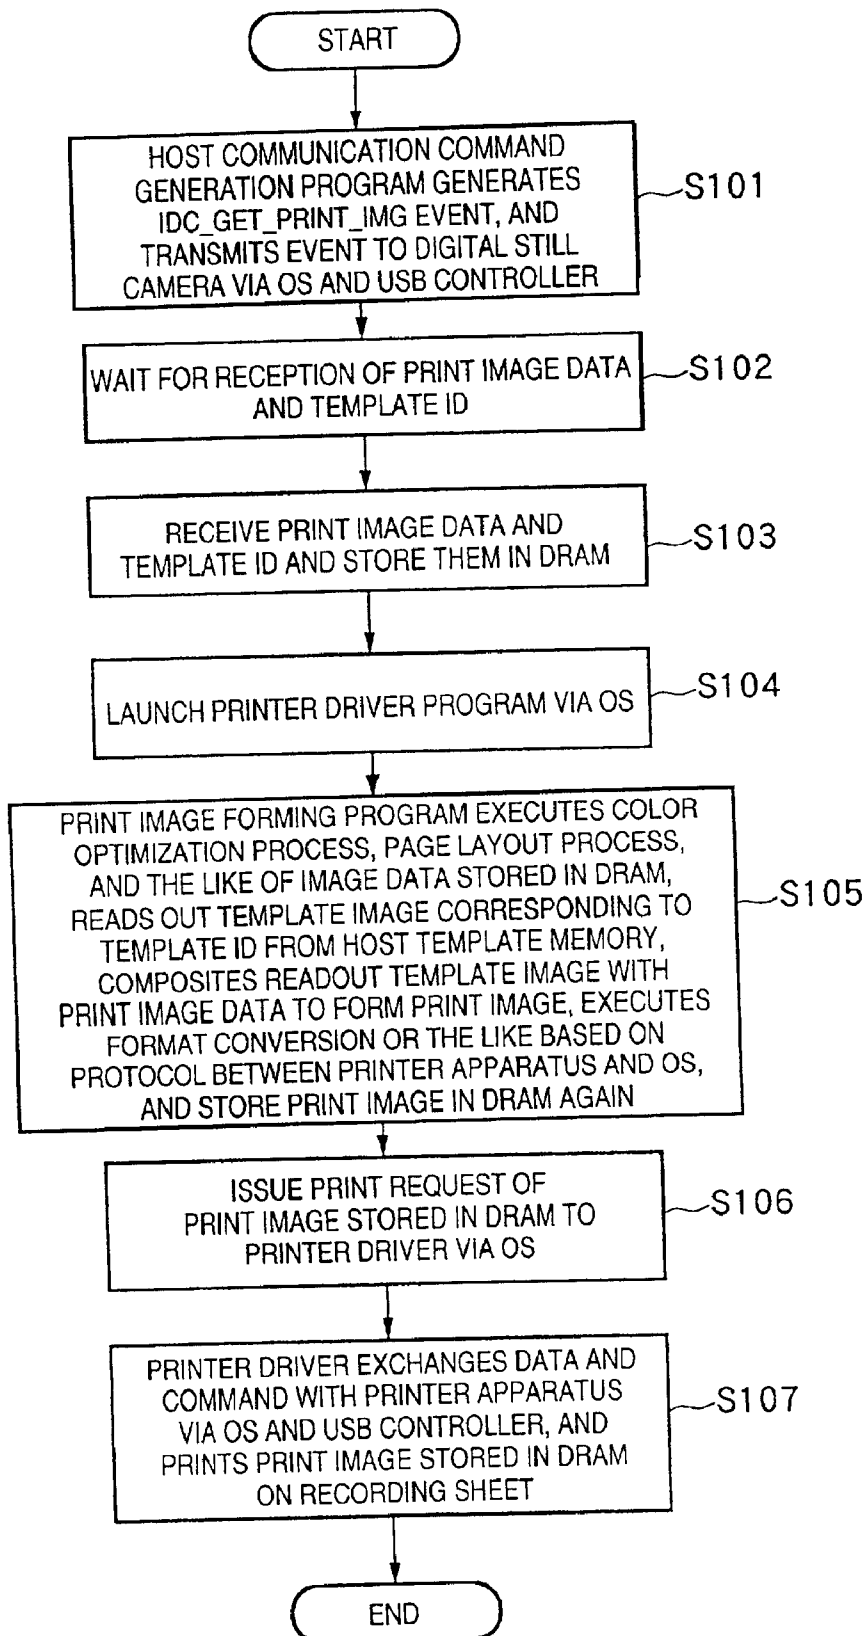 START
HOST COMMUNICATION COMMAND
GENERATION PROGRAM GENERATES
IDC_GET_PRINT_IMG EVENT, AND
TRANSMITS EVENT TO DIGITAL STILL
CAMERA VIA OS AND USB CONTROLLER
S101
WAIT FOR RECEPTION OF PRINT IMAGE DATA
AND TEMPLATE ID
S102
RECEIVE PRINT IMAGE DATA AND
TEMPLATE ID AND STORE THEM IN DRAM
S103
LAUNCH PRINTER DRIVER PROGRAM VIA OS
S104
PRINT IMAGE FORMING PROGRAM EXECUTES COLOR
OPTIMIZATION PROCESS, PAGE LAYOUT PROCESS,
AND THE LIKE OF IMAGE DATA STORED IN DRAM,
READS OUT TEMPLATE IMAGE CORRESPONDING TO
TEMPLATE ID FROM HOST TEMPLATE MEMORY,
COMPOSITES READOUT TEMPLATE IMAGE WITH
PRINT IMAGE DATA TO FORM PRINT IMAGE, EXECUTES
FORMAT CONVERSION OR THE LIKE BASED ON
PROTOCOL BETWEEN PRINTER APPARATUS AND OS,
AND STORE PRINT IMAGE IN DRAM AGAIN
S105
ISSUE PRINT REQUEST OF
PRINT IMAGE STORED IN DRAM TO
PRINTER DRIVER VIA OS
S106
PRINTER DRIVER EXCHANGES DATA AND
COMMAND WITH PRINTER APPARATUS
VIA OS AND USB CONTROLLER, AND
PRINTS PRINT IMAGE STORED IN DRAM
ON RECORDING SHEET
S107
END